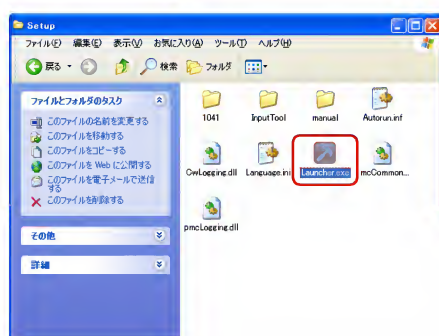 Setup
ファイル(F) 編集(E) 表示(V) お気に入り(A) ツール(T) ヘルプ(H)
戻る 検索 フォルダ
ファイルとフォルダのタスク
このファイルの名前を変更する
このファイルを移動する
このファイルをコピーする
このファイルを Web に公開する
このファイルを電子メールで送信する
このファイルを削除する
その他
詳細
1041 InputTool manual Autorun.inf
CwLogging.dll Language.ini Launcher.exe mcCommon...
pmcLogging.dll